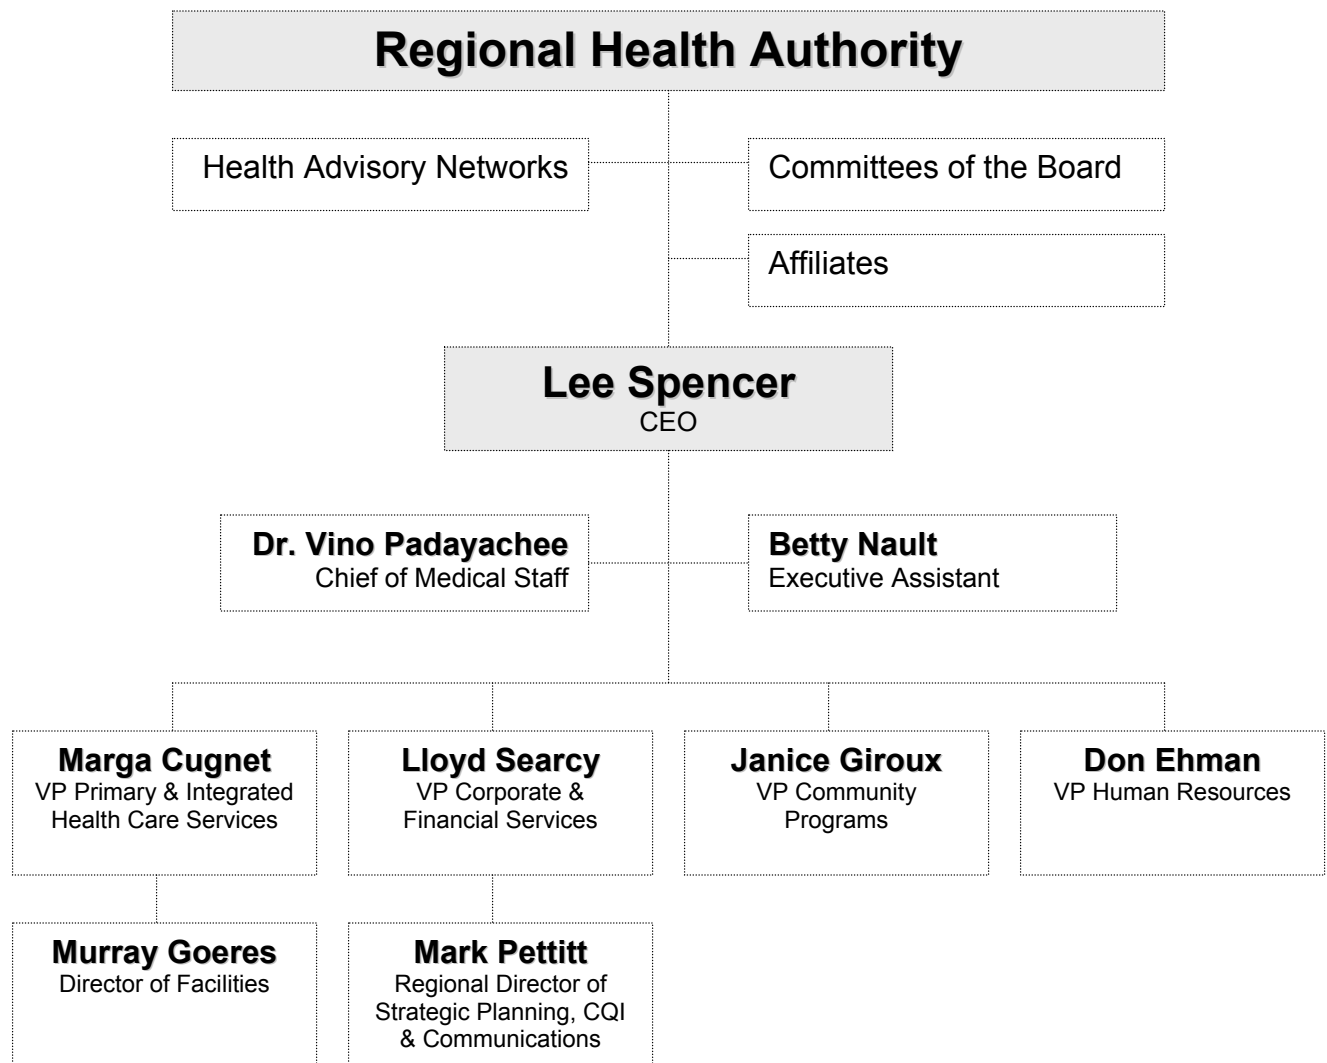 Regional Health Authority
Health Advisory Networks
Committees of the Board
Affiliates
Lee Spencer
CEO
Dr. Vino Padayachee
Chief of Medical Staff
Betty Nault
Executive Assistant
Marga Cugnet
VP Primary & Integrated
Health Care Services
Lloyd Searcy
VP Corporate &
Financial Services
Janice Giroux
VP Community
Programs
Don Ehman
VP Human Resources
Murray Goeres
Director of Facilities
Mark Pettitt
Regional Director of
Strategic Planning, CQI
& Communications